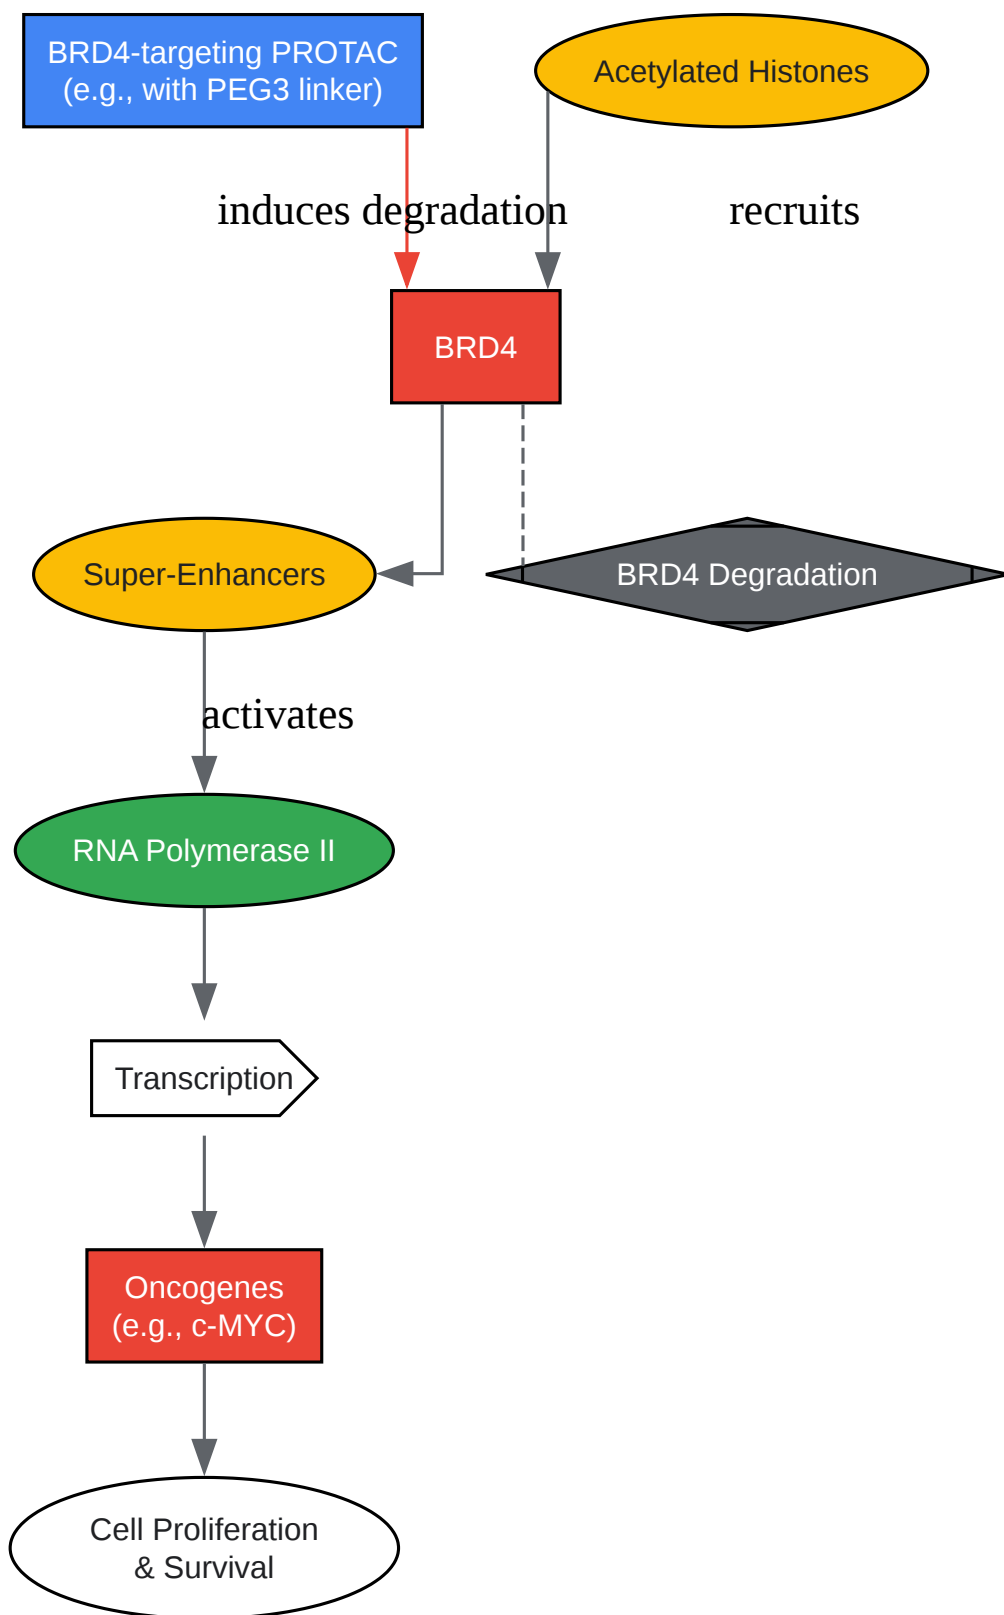 BRD4-targeting PROTAC
(e.g., with PEG3 linker)
Acetylated Histones
induces degradation
recruits
BRD4
Super-Enhancers
BRD4 Degradation
activates
RNA Polymerase II
Transcription
Oncogenes
(e.g., c-MYC)
Cell Proliferation
& Survival